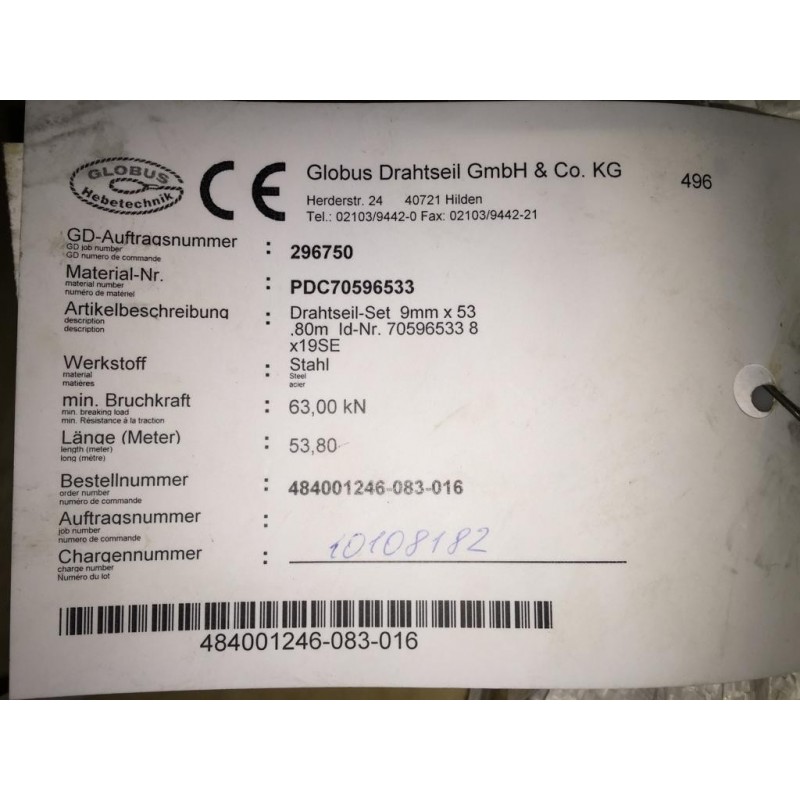 GLOBUS
Hebetechnik
CE
Globus Drahtseil GmbH & Co. KG
496
Herderstr. 24 40721 Hilden
Tel.: 02103/9442-0 Fax: 02103/9442-21
GD-Auftragsnummer : 296750
GD job number
GD numero de commande
Material-Nr. : PDC70596533
material number
numéro de matériel
Artikelbeschreibung : Drahtseil-Set 9mm x 53
description
.80m Id-Nr. 70596533 8
description
x19SE
Werkstoff : Stahl
material Steel
matières acier
min. Bruchkraft : 63,00 kN
min. breaking load
min. Résistance à la traction
Länge (Meter) : 53,80
length (meter)
long (mètre)
Bestellnummer : 484001246-083-016
order number
numéro de commande
Auftragsnummer :
job number
numero de commande
Chargennummer : 10108182
charge number
Numéro du lot
484001246-083-016